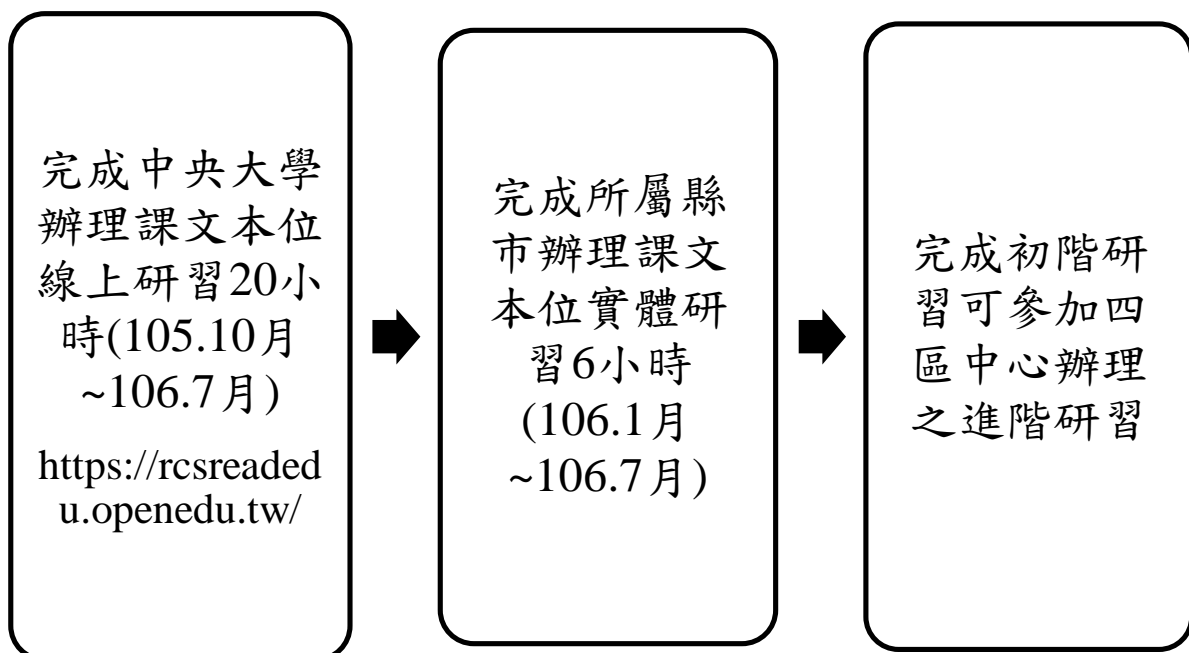 完成中央大學
辦理課文本位
線上研習20小
時(105.10月
~106.7月)
https://rcsreaded
u.openedu.tw/
完成所屬縣
市辦理課文
本位實體研
習6小時
(106.1月
~106.7月)
完成初階研
習可參加四
區中心辦理
之進階研習